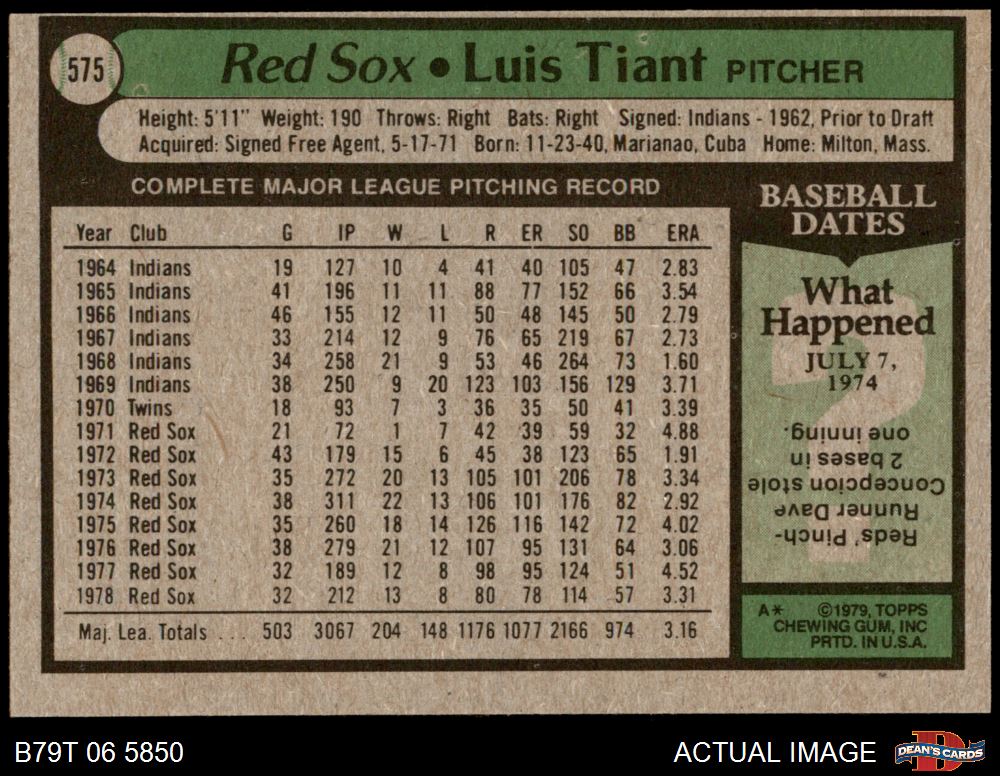 575
Red Sox • Luis Tiant PITCHER
Height: 5'11" Weight: 190 Throws: Right Bats: Right Signed: Indians - 1962, Prior to Draft
Acquired: Signed Free Agent, 5-17-71 Born: 11-23-40, Marianao, Cuba Home: Milton, Mass.
COMPLETE MAJOR LEAGUE PITCHING RECORD
Year Club G IP W L R ER SO BB ERA
1964 Indians 19 127 10 4 41 40 105 47 2.83
1965 Indians 41 196 11 11 88 77 152 66 3.54
1966 Indians 46 155 12 11 50 48 145 50 2.79
1967 Indians 33 214 12 9 76 65 219 67 2.73
1968 Indians 34 258 21 9 53 46 264 73 1.60
1969 Indians 38 250 9 20 123 103 156 129 3.71
1970 Twins 18 93 7 3 36 35 50 41 3.39
1971 Red Sox 21 72 1 7 42 39 59 32 4.88
1972 Red Sox 43 179 15 6 45 38 123 65 1.91
1973 Red Sox 35 272 20 13 105 101 206 78 3.34
1974 Red Sox 38 311 22 13 106 101 176 82 2.92
1975 Red Sox 35 260 18 14 126 116 142 72 4.02
1976 Red Sox 38 279 21 12 107 95 131 64 3.06
1977 Red Sox 32 189 12 8 98 95 124 51 4.52
1978 Red Sox 32 212 13 8 80 78 114 57 3.31
Maj. Lea. Totals ... 503 3067 204 148 1176 1077 2166 974 3.16
BASEBALL
DATES
What
Happened
JULY 7,
1974
Reds' Pinch-
Runner Dave
Concepcion stole
2 bases in
one inning.
A* ©1979, TOPPS
CHEWING GUM, INC
PRTD. IN U.S.A.
B79T 06 5850
ACTUAL IMAGE
DEAN'S CARDS